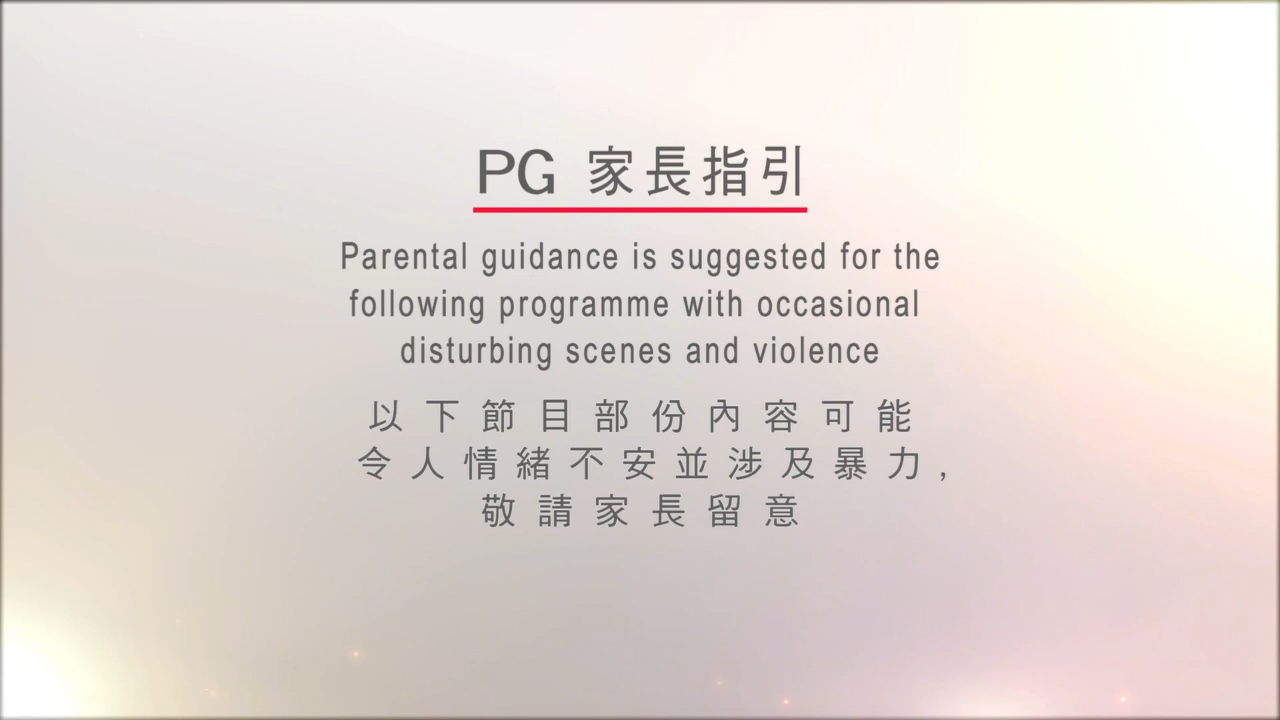 PG 家長指引
Parental guidance is suggested for the
following programme with occasional
disturbing scenes and violence
以下節目部份內容可能
令人情緒不安並涉及暴力,
敬請家長留意